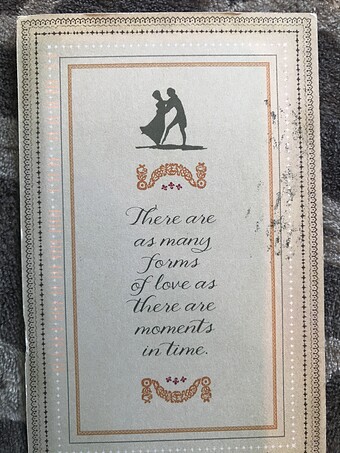 There are
as many
forms
of love as
there are
moments
in time.